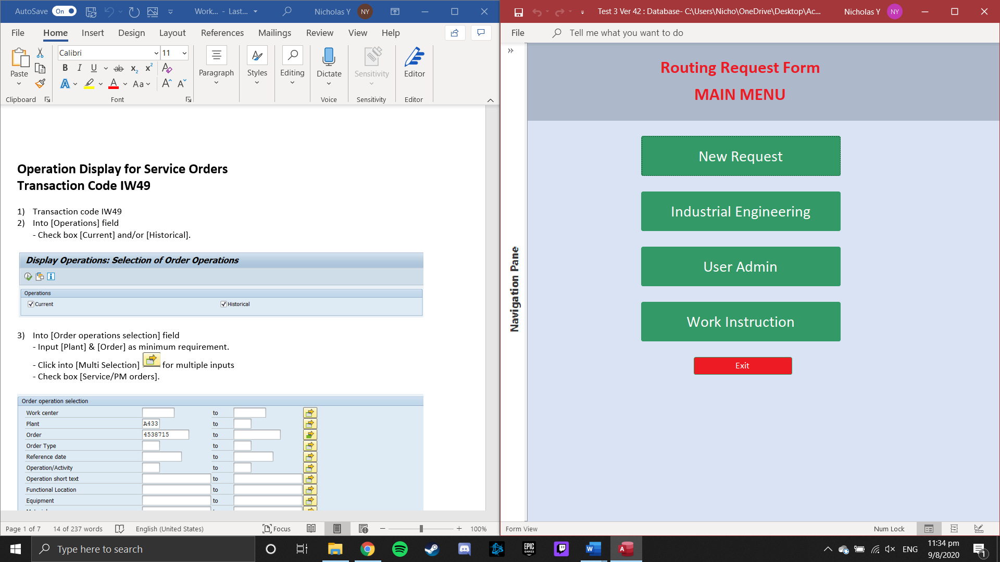 AutoSave On Work... - Last... Nicholas Y NY
File Home Insert Design Layout References Mailings Review View Help
Calibri 11
Paste
B I U ab x₂ x² A
A A Aa A A
Paragraph Styles Editing Dictate Sensitivity Editor
Clipboard Font Voice Sensitivity Editor
Operation Display for Service Orders
Transaction Code IW49
1) Transaction code IW49
2) Into [Operations] field
- Check box [Current] and/or [Historical].
Display Operations: Selection of Order Operations
Operations
Current Historical
3) Into [Order operations selection] field
- Input [Plant] & [Order] as minimum requirement.
- Click into [Multi Selection] for multiple inputs
- Check box [Service/PM orders].
Order operation selection
Work center to
Plant A433 to
Order 4538715 to
Order Type to
Reference date to
Operation/Activity to
Operation short text to
Functional Location to
Equipment to
Page 1 of 7 14 of 237 words English (United States) Focus 100%
Test 3 Ver 42 : Database- C:\Users\Nicho\OneDrive\Desktop\Ac... Nicholas Y NY
File Tell me what you want to do
Navigation Pane
Routing Request Form
MAIN MENU
New Request
Industrial Engineering
User Admin
Work Instruction
Exit
Form View Num Lock
Type here to search
EPIC
GAMES
W
A
ENG
11:34 pm
9/8/2020
1